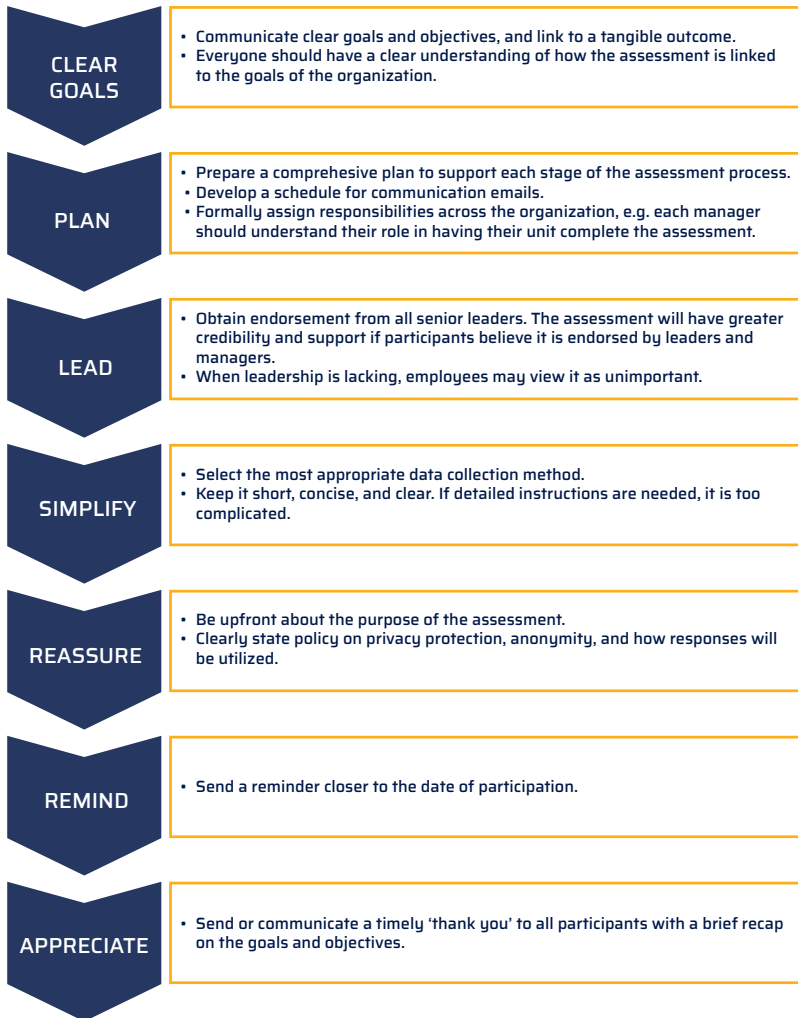 CLEAR
GOALS
• Communicate clear goals and objectives, and link to a tangible outcome.
• Everyone should have a clear understanding of how the assessment is linked
to the goals of the organization.
PLAN
• Prepare a comprehesive plan to support each stage of the assessment process.
• Develop a schedule for communication emails.
• Formally assign responsibilities across the organization, e.g. each manager
should understand their role in having their unit complete the assessment.
LEAD
• Obtain endorsement from all senior leaders. The assessment will have greater
credibility and support if participants believe it is endorsed by leaders and
managers.
• When leadership is lacking, employees may view it as unimportant.
SIMPLIFY
• Select the most appropriate data collection method.
• Keep it short, concise, and clear. If detailed instructions are needed, it is too
complicated.
REASSURE
• Be upfront about the purpose of the assessment.
• Clearly state policy on privacy protection, anonymity, and how responses will
be utilized.
REMIND
• Send a reminder closer to the date of participation.
APPRECIATE
• Send or communicate a timely ‘thank you’ to all participants with a brief recap
on the goals and objectives.